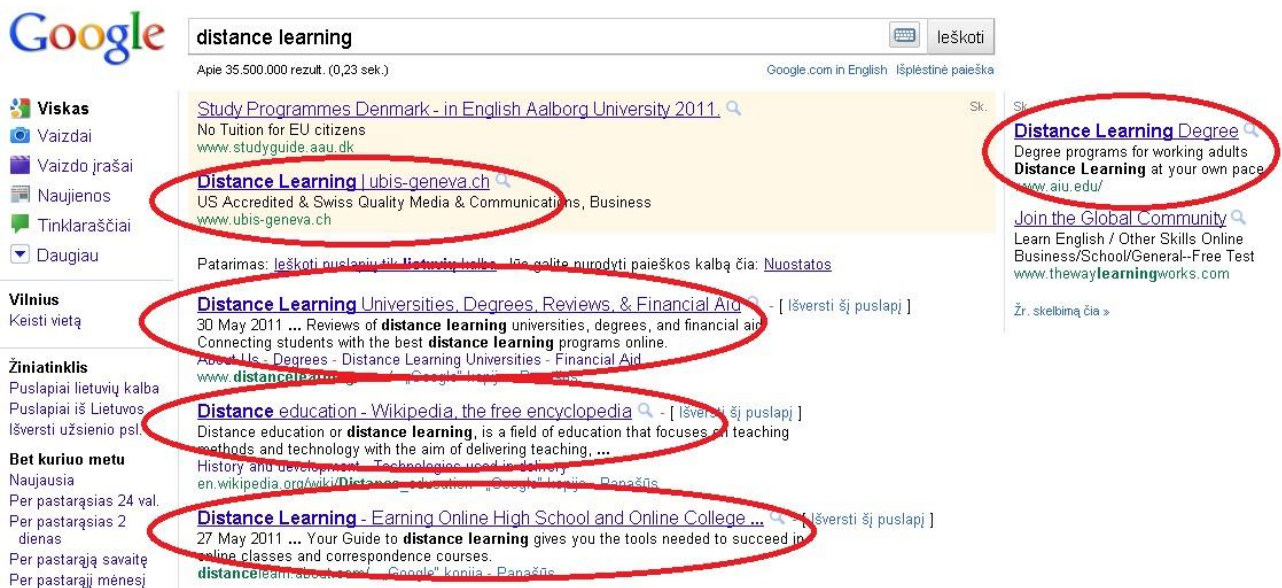 Google
distance learning
Ieškoti
Apie 35.500.000 rezult. (0,23 sek.)
Google.com in English Išplėstinė paieška
Viskas
Vaizdai
Vaizdo įrašai
Naujienos
Tinklaraščiai
Daugiau
Vilnius
Keisti vietą
Žiniatinklis
Puslapiai lietuvių kalba
Puslapiai iš Lietuvos
Išversti užsienio psl.
Bet kuriuo metu
Naujausia
Per pastarąsias 24 val.
Per pastarąsias 2
dienas
Per pastarąją savaitę
Per pastarąjį mėnesį
Study Programmes Denmark - in English Aalborg University 2011.
Sk.
No Tuition for EU citizens
www.studyguide.aau.dk
Distance Learning | ubis-geneva.ch
US Accredited & Swiss Quality Media & Communications, Business
www.ubis-geneva.ch
Patarimas: Ieškoti puslapių tik lietuvių kalba. Jūs galite nurodyti paieškos kalbą čia: Nuostatos
Distance Learning Universities, Degrees, Reviews, & Financial Aid - [ Išversti šį puslapį ]
30 May 2011 ... Reviews of distance learning universities, degrees, and financial aid
Connecting students with the best distance learning programs online.
About Us - Degrees - Distance Learning Universities - Financial Aid
www.distancelearning "Google" kopija - Panašūs
Distance education - Wikipedia, the free encyclopedia - [ Išversti šį puslapį ]
Distance education or distance learning, is a field of education that focuses on teaching
methods and technology with the aim of delivering teaching, ...
History and development - Technologies used in delivery
en.wikipedia.org/wiki/Distance_education - „Google" kopija - Panašūs
Distance Learning - Earning Online High School and Online College ... - [ Išversti šį puslapį ]
27 May 2011 ... Your Guide to distance learning gives you the tools needed to succeed in
online classes and correspondence courses.
distancelearn.about.com/ - „Google" kopija - Panašūs
Sk.
Distance Learning Degree
Degree programs for working adults
Distance Learning at your own pace
www.aiu.edu/
Join the Global Community
Learn English / Other Skills Online
Business/School/General--Free Test
www.thewaylearningworks.com
Žr. skelbimą čia »